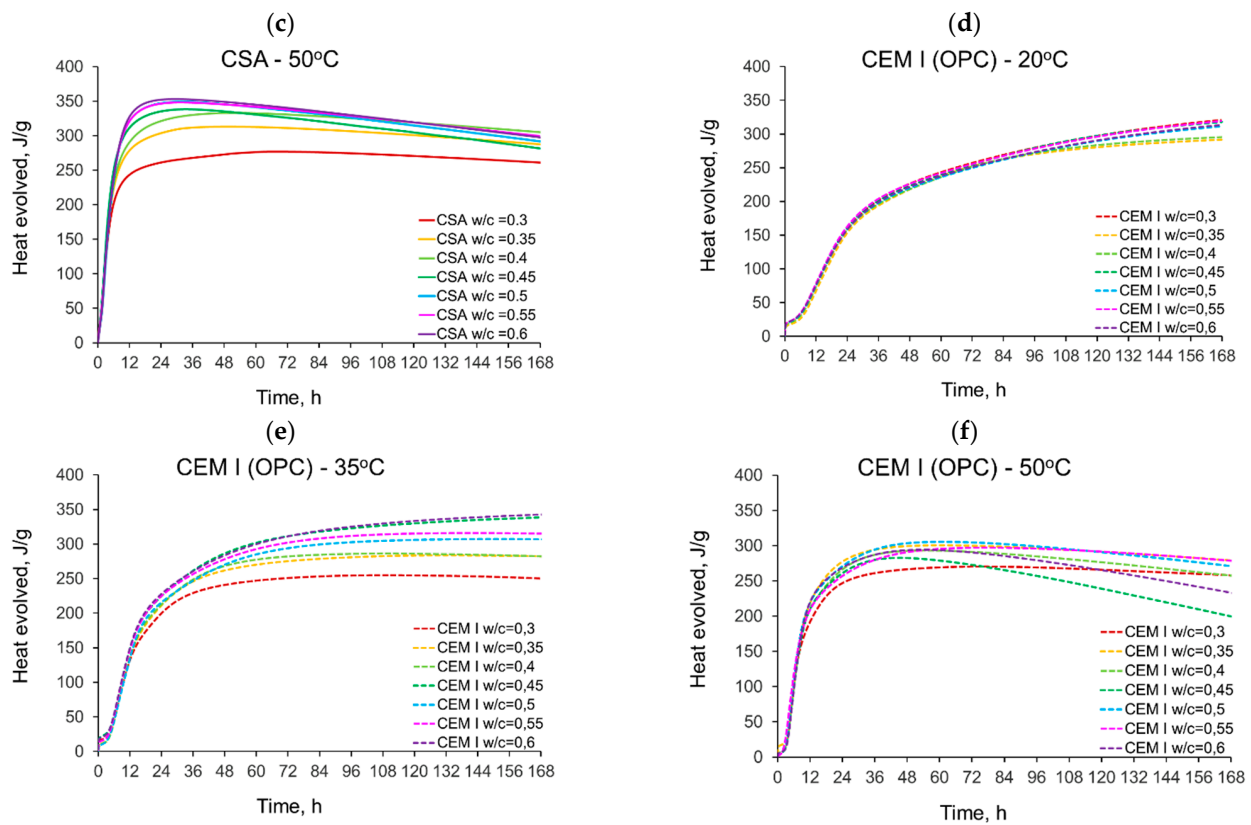 (c)
CSA - 50°C
400
350
300
250
200
150
100
50
0
Heat evolved, J/g
CSA w/c =0.3
CSA w/c =0.35
CSA w/c =0.4
CSA w/c =0.45
CSA w/c =0.5
CSA w/c =0.55
CSA w/c =0.6
0 12 24 36 48 60 72 84 96 108 120 132 144 156 168
Time, h
(d)
CEM I (OPC) - 20°C
400
350
300
250
200
150
100
50
0
Heat evolved, J/g
CEM I w/c=0,3
CEM I w/c=0,35
CEM I w/c=0,4
CEM I w/c=0,45
CEM I w/c=0,5
CEM I w/c=0,55
CEM I w/c=0,6
0 12 24 36 48 60 72 84 96 108 120 132 144 156 168
Time, h
(e)
CEM I (OPC) - 35°C
400
350
300
250
200
150
100
50
0
Heat evolved, J/g
CEM I w/c=0,3
CEM I w/c=0,35
CEM I w/c=0,4
CEM I w/c=0,45
CEM I w/c=0,5
CEM I w/c=0,55
CEM I w/c=0,6
0 12 24 36 48 60 72 84 96 108 120 132 144 156 168
Time, h
(f)
CEM I (OPC) - 50°C
400
350
300
250
200
150
100
50
0
Heat evolved, J/g
CEM I w/c=0,3
CEM I w/c=0,35
CEM I w/c=0,4
CEM I w/c=0,45
CEM I w/c=0,5
CEM I w/c=0,55
CEM I w/c=0,6
0 12 24 36 48 60 72 84 96 108 120 132 144 156 168
Time, h